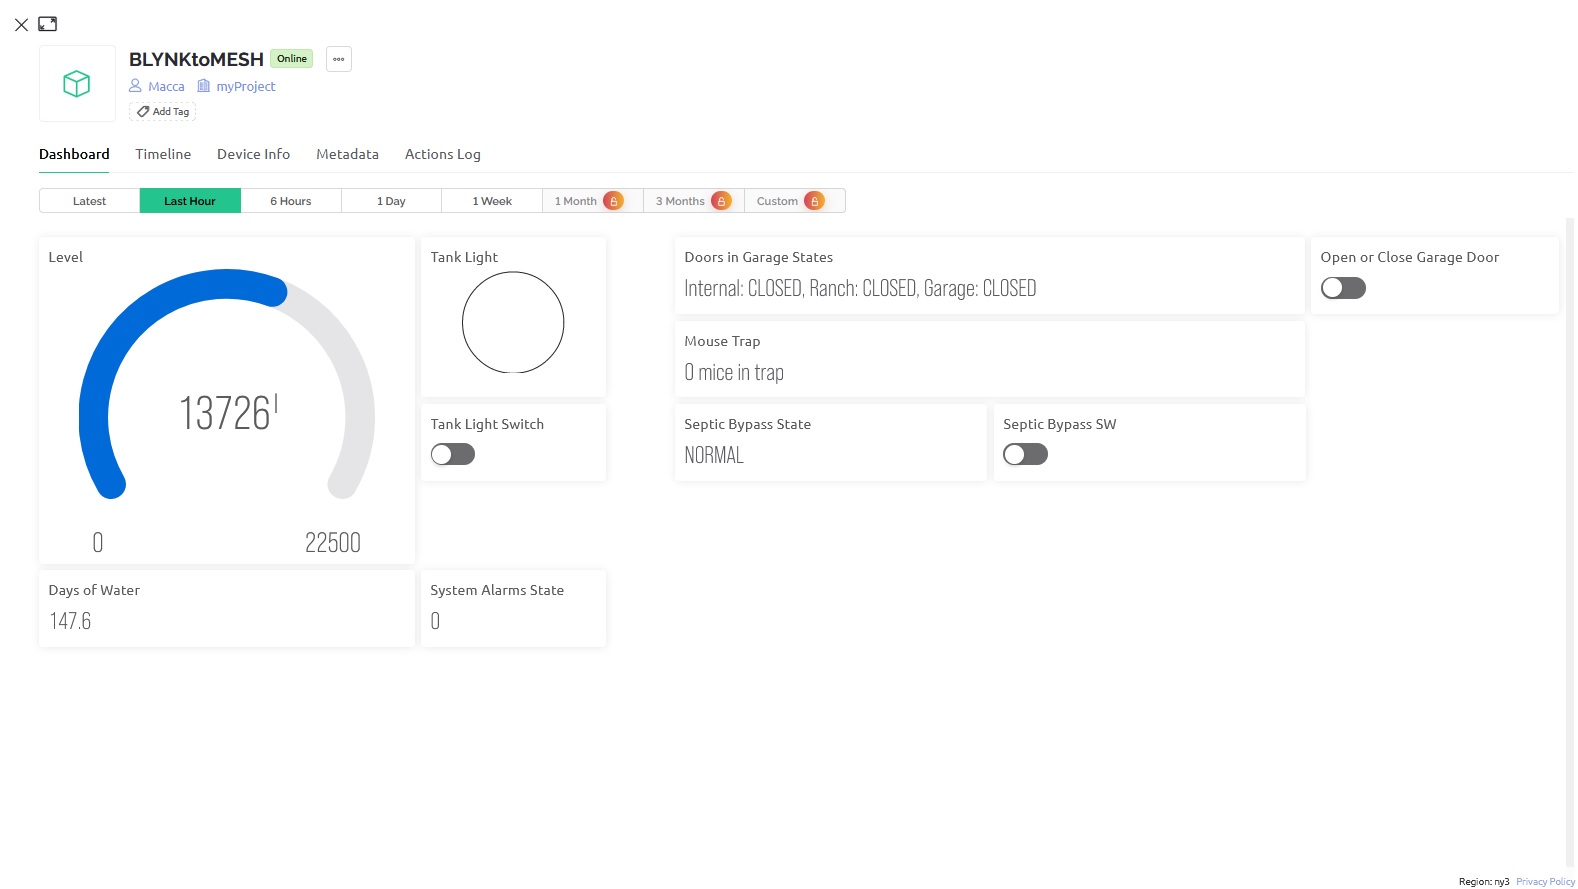 BLYNKtoMESH Online
Macca myProject
Add Tag
Dashboard Timeline Device Info Metadata Actions Log
Latest Last Hour 6 Hours 1 Day 1 Week 1 Month 3 Months Custom
Level
13726 l
0 22500
Tank Light
Tank Light Switch
Days of Water
147.6
System Alarms State
0
Doors in Garage States
Internal: CLOSED, Ranch: CLOSED, Garage: CLOSED
Open or Close Garage Door
Mouse Trap
0 mice in trap
Septic Bypass State
NORMAL
Septic Bypass SW
Region: ny3 Privacy Policy